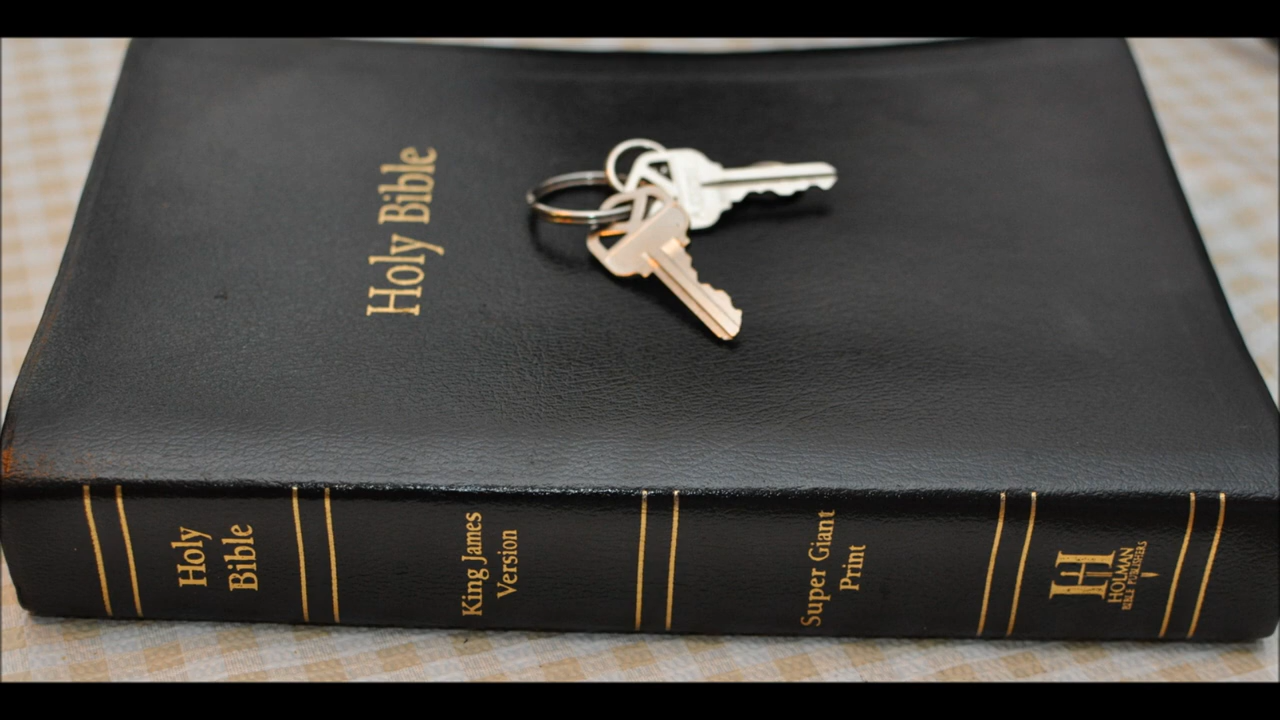 Holy Bible
Holy
Bible
King James
Version
Super Giant
Print
HOLMAN
BIBLE PUBLISHERS